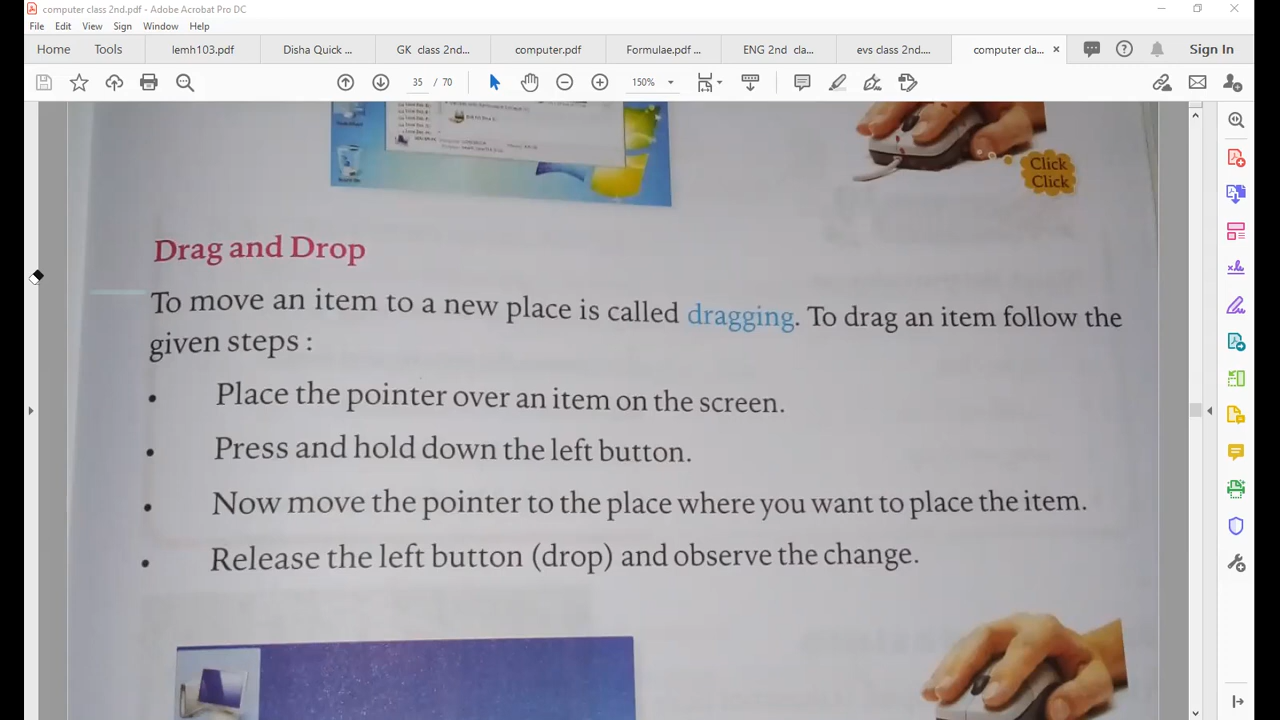 computer class 2nd.pdf - Adobe Acrobat Pro DC
File Edit View Sign Window Help
Home Tools lemh103.pdf Disha Quick ... GK class 2nd... computer.pdf Formulae.pdf ... ENG 2nd cla... evs class 2nd.... computer cla... × Sign In
35 / 70 150%
Click
Click
Drag and Drop
To move an item to a new place is called dragging. To drag an item follow the
given steps :
• Place the pointer over an item on the screen.
• Press and hold down the left button.
• Now move the pointer to the place where you want to place the item.
• Release the left button (drop) and observe the change.